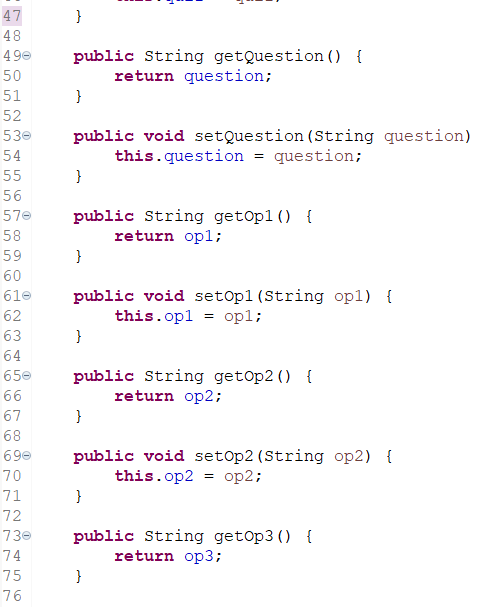 47 }
48
49 public String getQuestion() {
50 return question;
51 }
52
53 public void setQuestion(String question)
54 this.question = question;
55 }
56
57 public String getOp1() {
58 return op1;
59 }
60
61 public void setOp1(String op1) {
62 this.op1 = op1;
63 }
64
65 public String getOp2() {
66 return op2;
67 }
68
69 public void setOp2(String op2) {
70 this.op2 = op2;
71 }
72
73 public String getOp3() {
74 return op3;
75 }
76